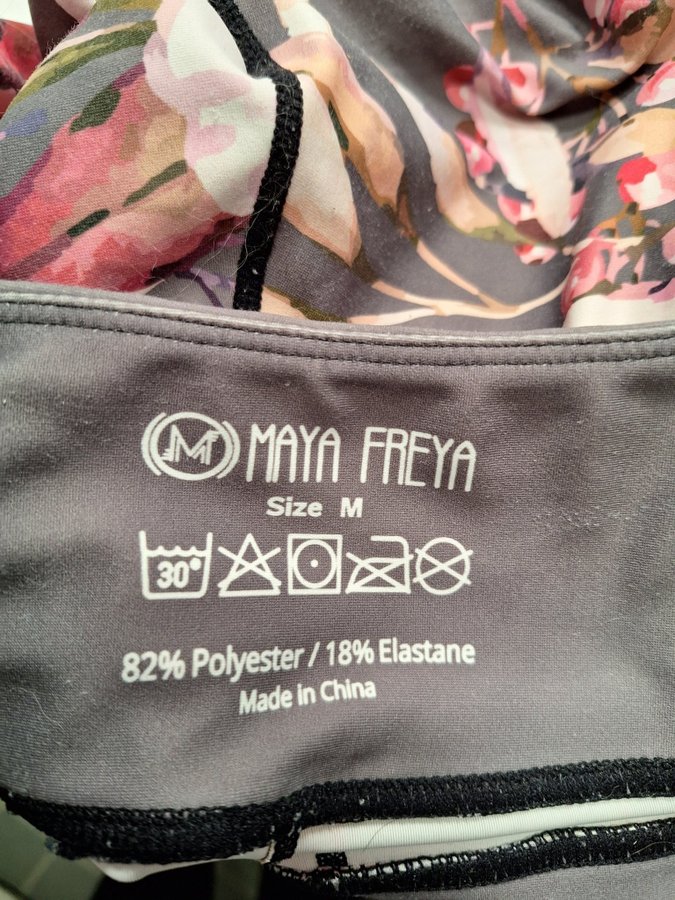 M MAYA FREYA
Size M
30°
82% Polyester / 18% Elastane
Made in China